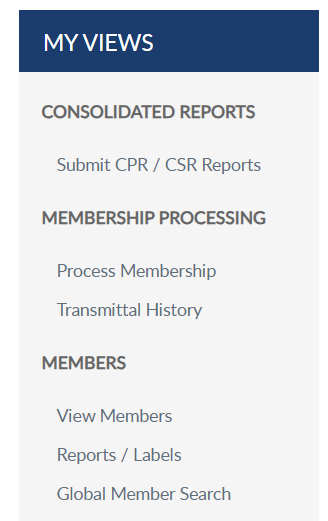 MY VIEWS
CONSOLIDATED REPORTS
Submit CPR / CSR Reports
MEMBERSHIP PROCESSING
Process Membership
Transmittal History
MEMBERS
View Members
Reports / Labels
Global Member Search